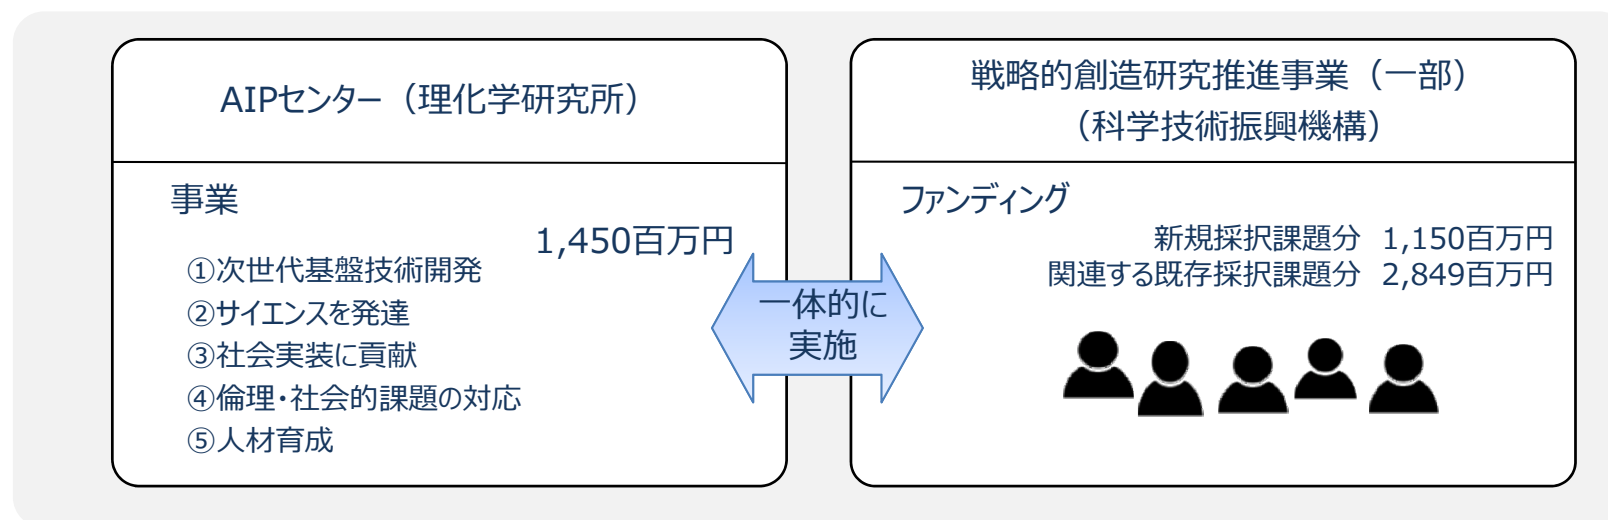 AIPセンター（理化学研究所）
事業
1,450百万円
①次世代基盤技術開発
②サイエンスを発達
③社会実装に貢献
④倫理・社会的課題の対応
⑤人材育成
一体的に
実施
戦略的創造研究推進事業（一部）
（科学技術振興機構）
ファンディング
新規採択課題分 1,150百万円
関連する既存採択課題分 2,849百万円